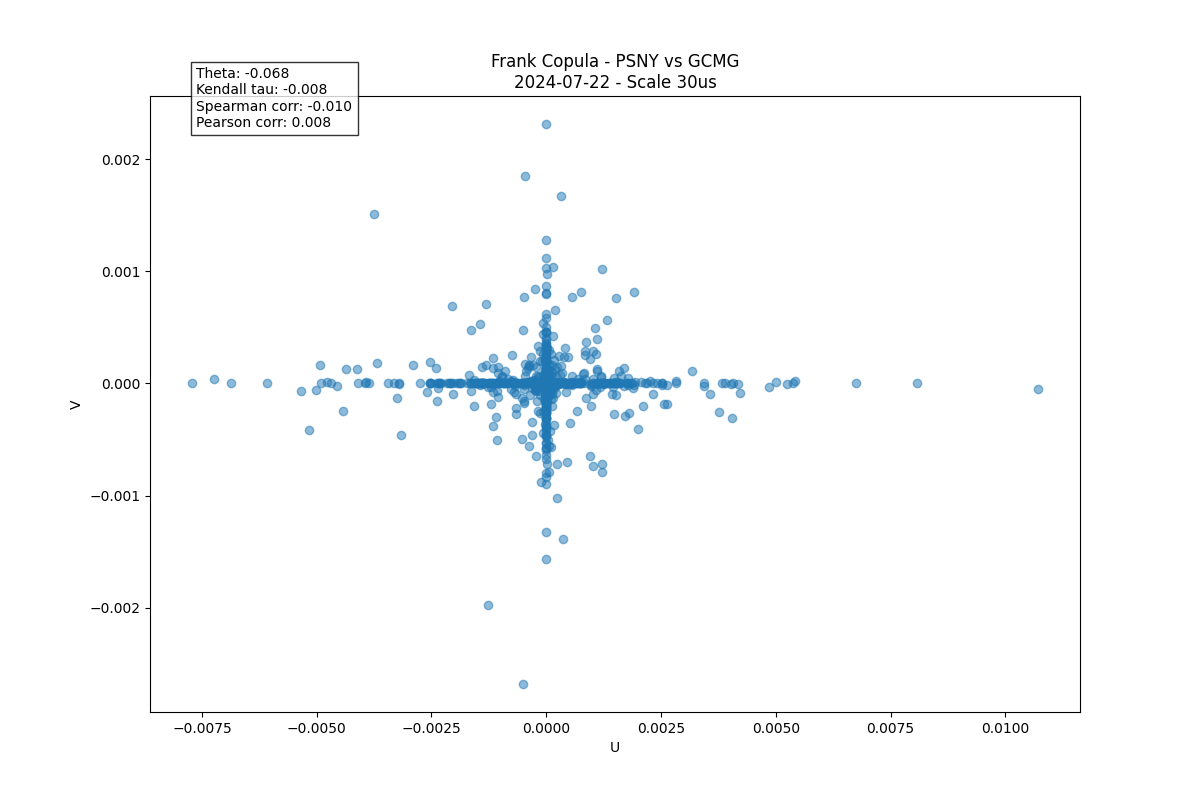 Frank Copula - PSNY vs GCMG
2024-07-22 - Scale 30us
Theta: -0.068
Kendall tau: -0.008
Spearman corr: -0.010
Pearson corr: 0.008
0.002
0.001
0.000
−0.001
−0.002
V
−0.0075 −0.0050 −0.0025 0.0000 0.0025 0.0050 0.0075 0.0100
U